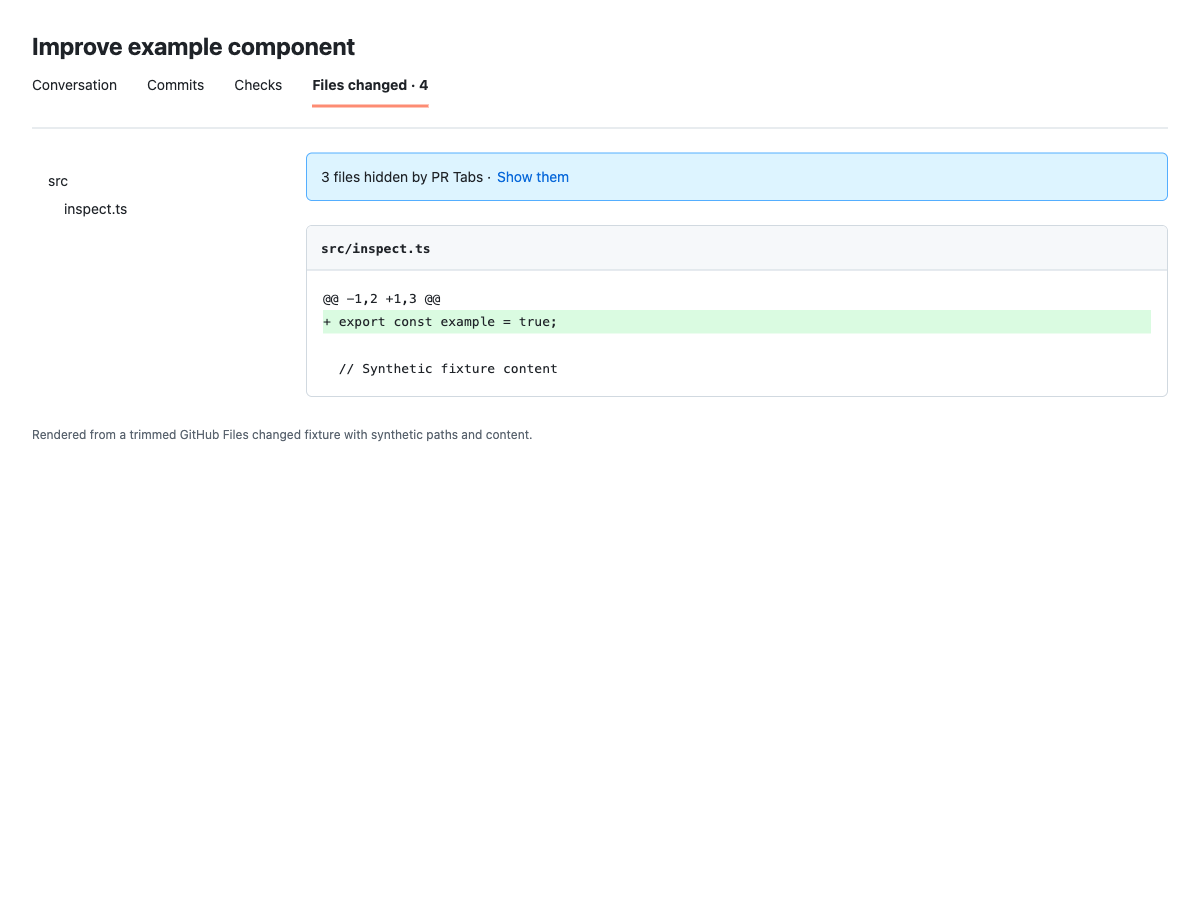 Improve example component
Conversation Commits Checks Files changed · 4
src
inspect.ts
3 files hidden by PR Tabs · Show them
src/inspect.ts
@@ −1,2 +1,3 @@
+ export const example = true;
// Synthetic fixture content
Rendered from a trimmed GitHub Files changed fixture with synthetic paths and content.